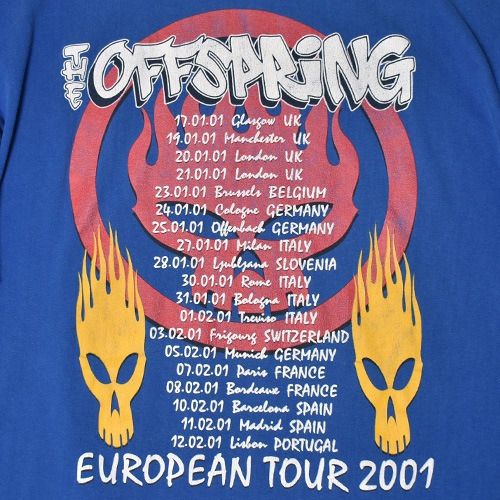 THE OFFSPRING
17.01.01 Glasgow UK
19.01.01 Manchester UK
20.01.01 London UK
21.01.01 London UK
23.01.01 Brussels BELGIUM
24.01.01 Cologne GERMANY
25.01.01 Offenbach GERMANY
27.01.01 Milan ITALY
28.01.01 Ljubljana SLOVENIA
30.01.01 Rome ITALY
31.01.01 Bologna ITALY
01.02.01 Treviso ITALY
03.02.01 Frigourg SWITZERLAND
05.02.01 Munich GERMANY
07.02.01 Paris FRANCE
08.02.01 Bordeaux FRANCE
10.02.01 Barcelona SPAIN
11.02.01 Madrid SPAIN
12.02.01 Lisbon PORTUGAL
EUROPEAN TOUR 2001